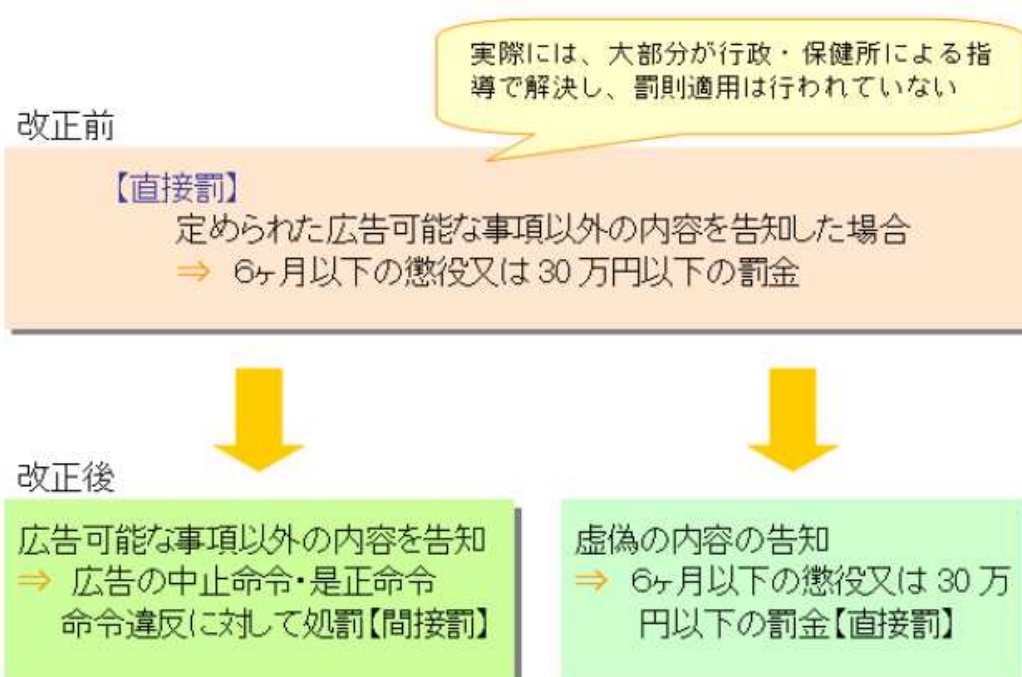 実際には、大部分が行政・保健所による指
導で解決し、罰則適用は行われていない
改正前
【直接罰】
定められた広告可能な事項以外の内容を告知した場合
⇒ 6ヶ月以下の懲役又は 30 万円以下の罰金
改正後
広告可能な事項以外の内容を告知
⇒ 広告の中止命令・是正命令
命令違反に対して処罰【間接罰】
虚偽の内容の告知
⇒ 6ヶ月以下の懲役又は 30 万
円以下の罰金【直接罰】